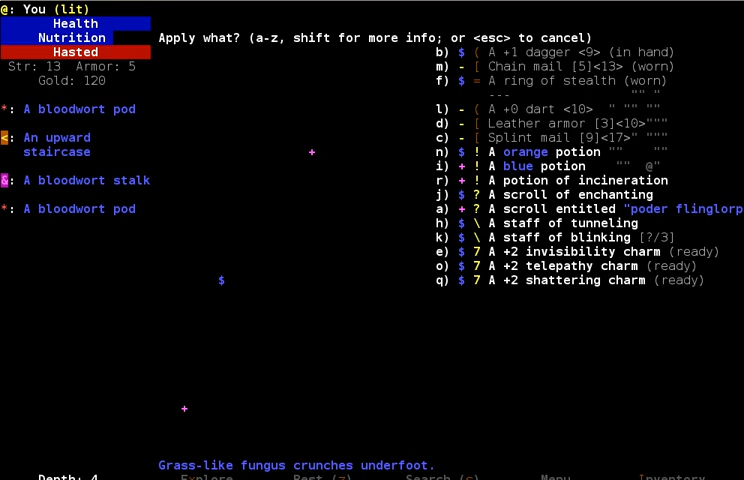 @: You (lit)
Health
Nutrition
Hasted
Str: 13 Armor: 5
Gold: 120
*: A bloodwort pod
<: An upward
staircase
&: A bloodwort stalk
*: A bloodwort pod
Apply what? (a-z, shift for more info; or <esc> to cancel)
b) $ ( A +1 dagger <9> (in hand)
m) - [ Chain mail [5]<13> (worn)
f) $ = A ring of stealth (worn)
---
l) - ( A +0 dart <10>
d) - [ Leather armor [3]<10>
c) - [ Splint mail [9]<17>
n) $ ! A orange potion
i) + ! A blue potion
r) + ! A potion of incineration
j) $ ? A scroll of enchanting
a) + ? A scroll entitled "poder flinglorp
h) $ \ A staff of tunneling
k) $ \ A staff of blinking [?/3]
e) $ 7 A +2 invisibility charm (ready)
o) $ 7 A +2 telepathy charm (ready)
q) $ 7 A +2 shattering charm (ready)
Grass-like fungus crunches underfoot.
Depth: 4 Explore Rest (Z) Search (s) Menu Inventory